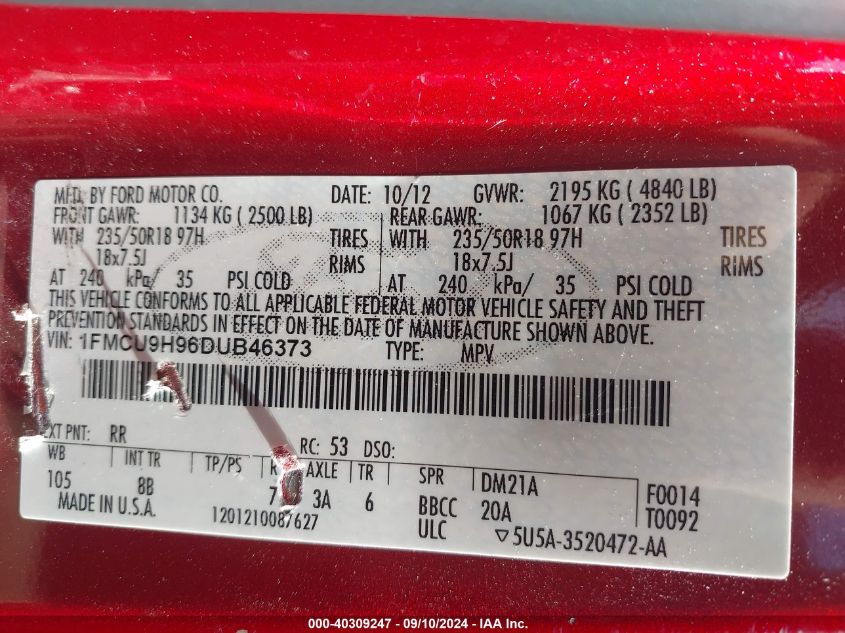 MFD. BY FORD MOTOR CO. DATE: 10/12 GVWR: 2195 KG ( 4840 LB)
FRONT GAWR: 1134 KG ( 2500 LB) REAR GAWR: 1067 KG ( 2352 LB)
WITH 235/50R18 97H TIRES WITH 235/50R18 97H TIRES
18x7.5J RIMS 18x7.5J RIMS
AT 240 kPa/ 35 PSI COLD AT 240 kPa/ 35 PSI COLD
THIS VEHICLE CONFORMS TO ALL APPLICABLE FEDERAL MOTOR VEHICLE SAFETY AND THEFT
PREVENTION STANDARDS IN EFFECT ON THE DATE OF MANUFACTURE SHOWN ABOVE.
VIN: 1FMCU9H96DUB46373 TYPE: MPV
EXT PNT: RR RC: 53 DSO:
WB INT TR TP/PS R AXLE TR SPR DM21A F0014
105 8B 7 3A 6 BBCC 20A T0092
MADE IN U.S.A. 1201210087627 ULC 5U5A-3520472-AA
000-40309247 - 09/10/2024 - IAA Inc.